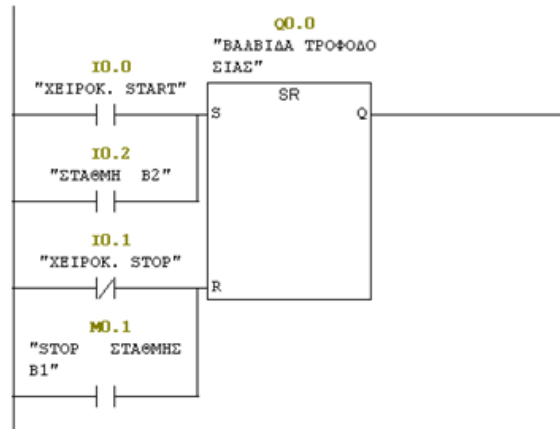 Q0.0
"ΒΑΛΒΙΔΑ ΤΡΟΦΟΔΟ
ΣΙΑΣ"
I0.0
"ΧΕΙΡΟΚ. START"
SR
S
Q
I0.2
"ΣΤΑΘΜΗ B2"
I0.1
"ΧΕΙΡΟΚ. STOP"
R
M0.1
"STOP ΣΤΑΘΜΗΣ
B1"